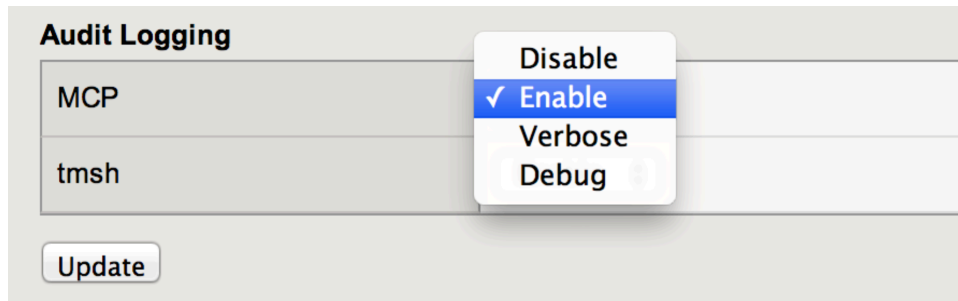 Audit Logging
Disable
MCP
✓ Enable
Verbose
tmsh
Debug
Update